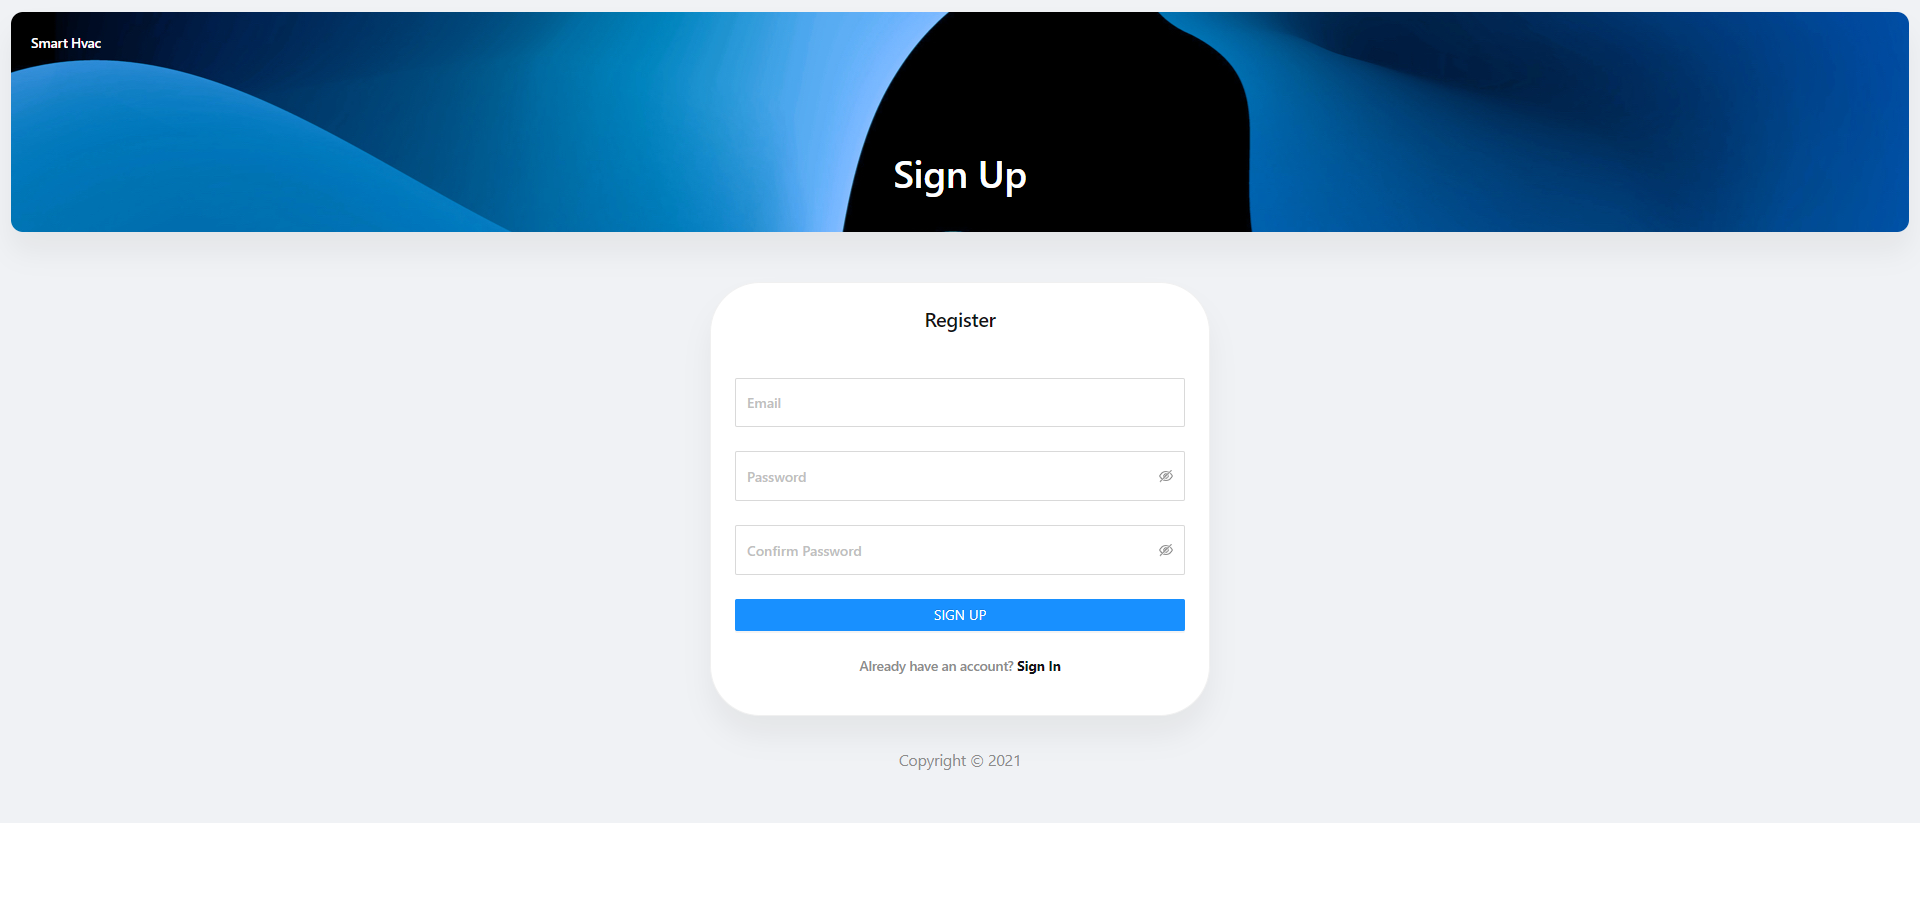 Smart Hvac
Sign Up
Register
Email
Password
Confirm Password
SIGN UP
Already have an account? Sign In
Copyright © 2021